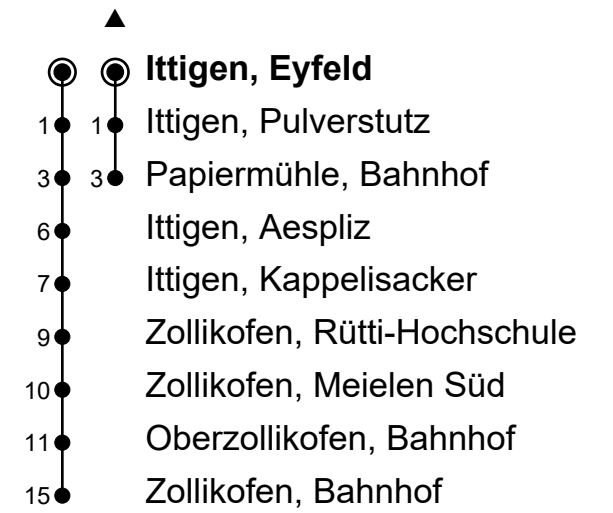 ▲
Ittigen, Eyfeld
1 1 Ittigen, Pulverstutz
3 3 Papiermühle, Bahnhof
6 Ittigen, Aespliz
7 Ittigen, Kappelisacker
9 Zollikofen, Rütti-Hochschule
10 Zollikofen, Meielen Süd
11 Oberzollikofen, Bahnhof
15 Zollikofen, Bahnhof